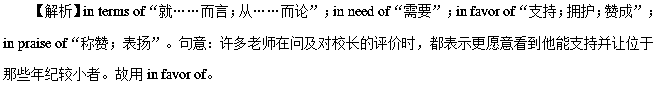 【解析】in terms of“就……而言;从……而论”;in need of“需要”;in favor of“支持;拥护;赞成”;
in praise of“称赞;表扬”。句意:许多老师在问及对校长的评价时,都表示更愿意看到他能支持并让位于
那些年纪较小者。故用 in favor of。